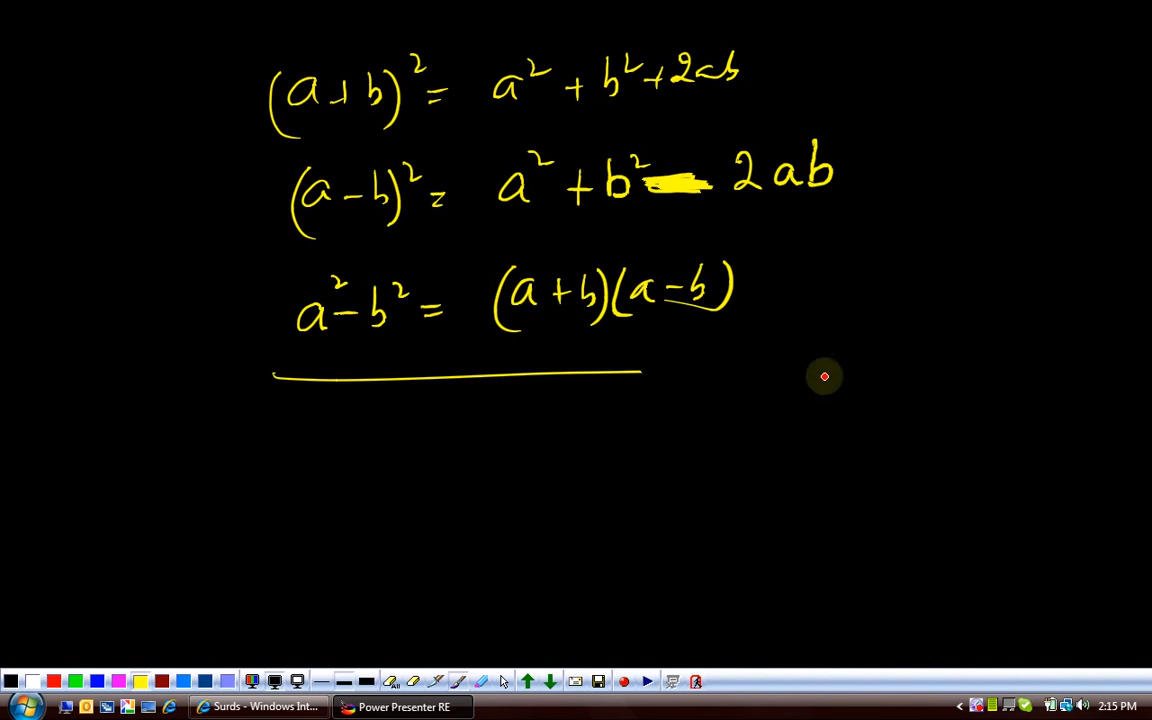 (a+b)² = a² + b² + 2ab
(a-b)² = a² + b² - 2ab
a² - b² = (a+b)(a-b)
Surds - Windows Int...
Power Presenter RE
2:15 PM